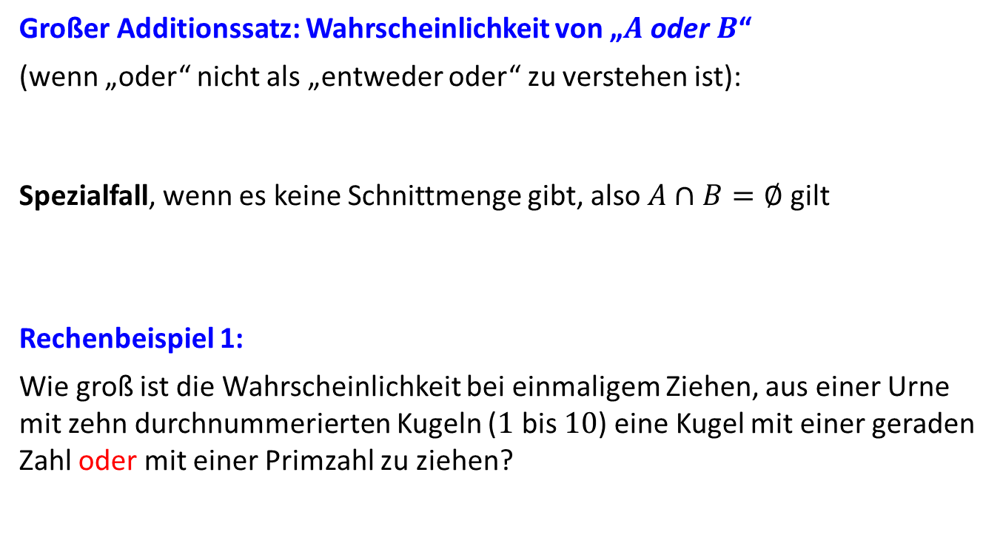 Großer Additionssatz: Wahrscheinlichkeit von „A oder B“
(wenn „oder“ nicht als „entweder oder“ zu verstehen ist):
Spezialfall, wenn es keine Schnittmenge gibt, also A ∩ B = ∅ gilt
Rechenbeispiel 1:
Wie groß ist die Wahrscheinlichkeit bei einmaligem Ziehen, aus einer Urne
mit zehn durchnummerierten Kugeln (1 bis 10) eine Kugel mit einer geraden
Zahl oder mit einer Primzahl zu ziehen?